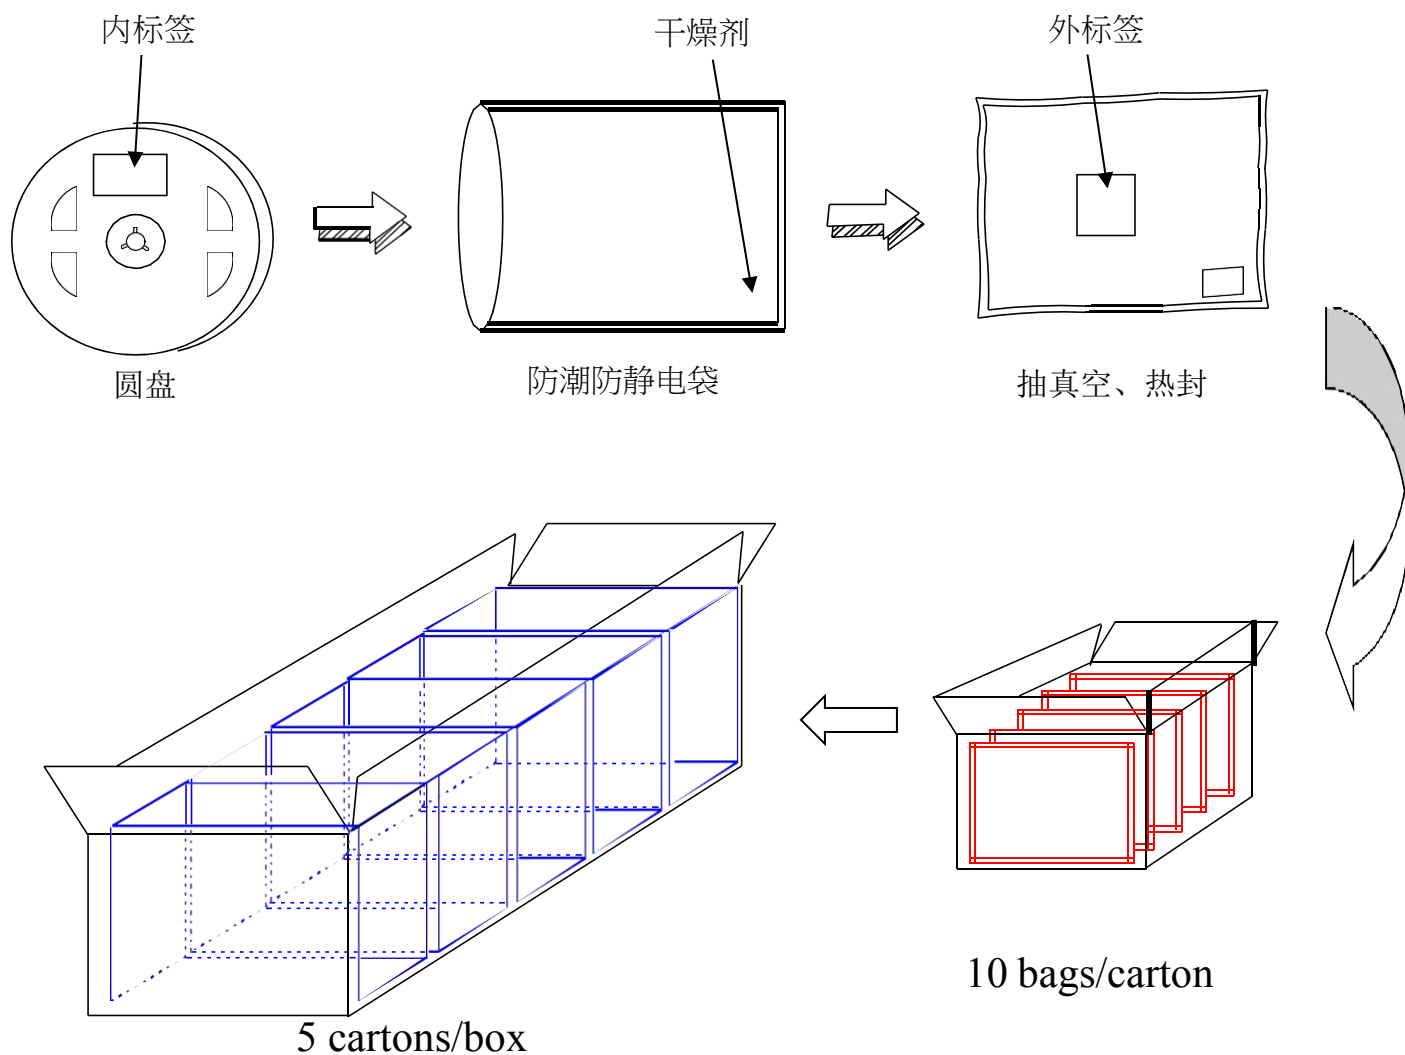 内标签
干燥剂
外标签
圆盘
防潮防静电袋
抽真空、热封
10 bags/carton
5 cartons/box